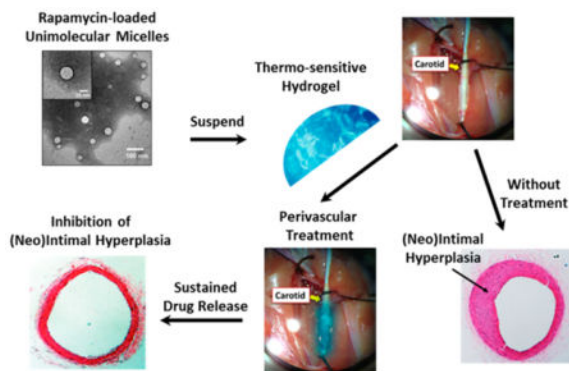 Rapamycin-loaded
Unimolecular Micelles
Thermo-sensitive
Hydrogel
Carotid
Suspend
100 nm
Without
Treatment
Inhibition of
(Neo)Intimal Hyperplasia
Perivascular
Treatment
(Neo)Intimal
Hyperplasia
Carotid
Sustained
Drug Release